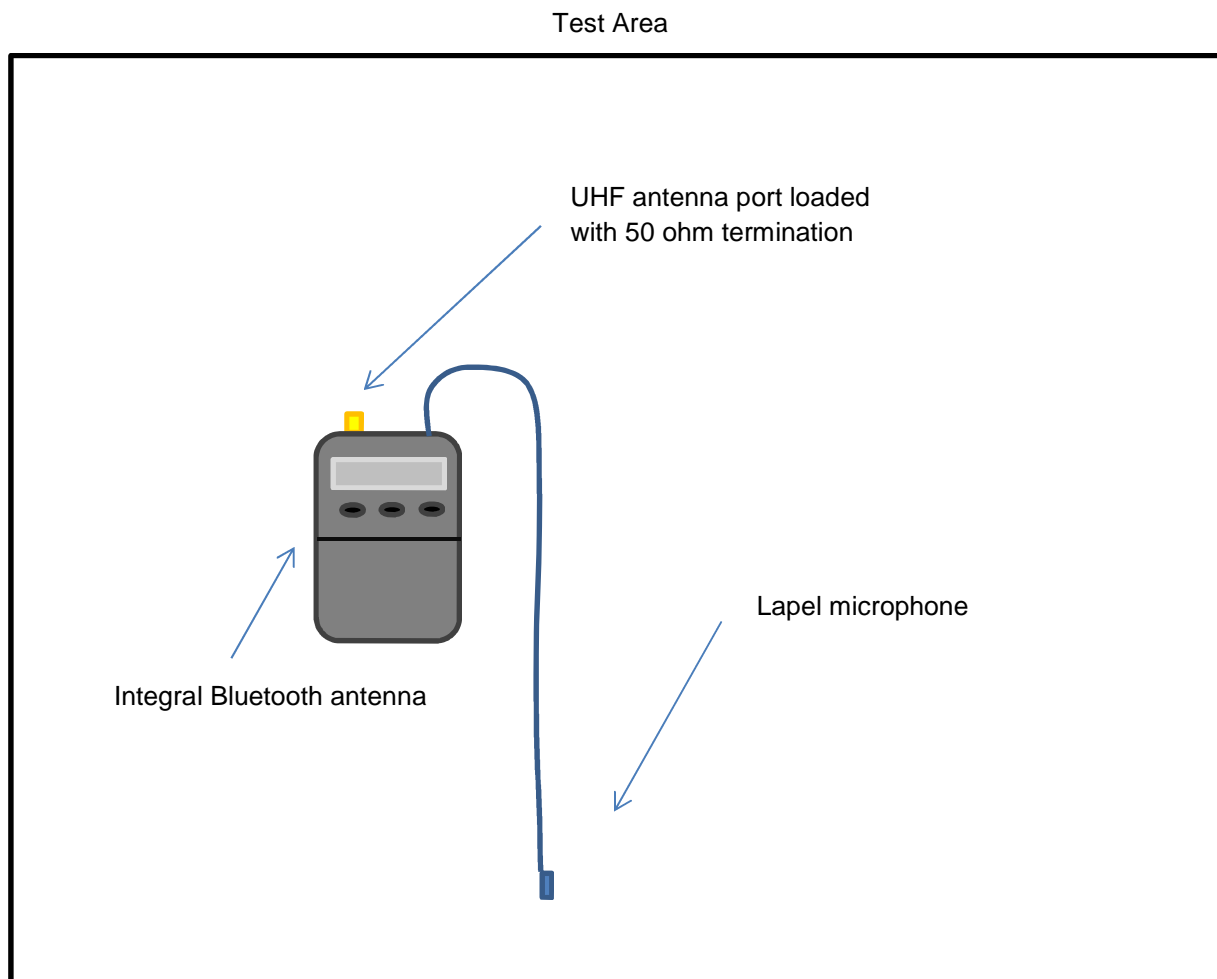 Test Area
UHF antenna port loaded
with 50 ohm termination
Lapel microphone
Integral Bluetooth antenna